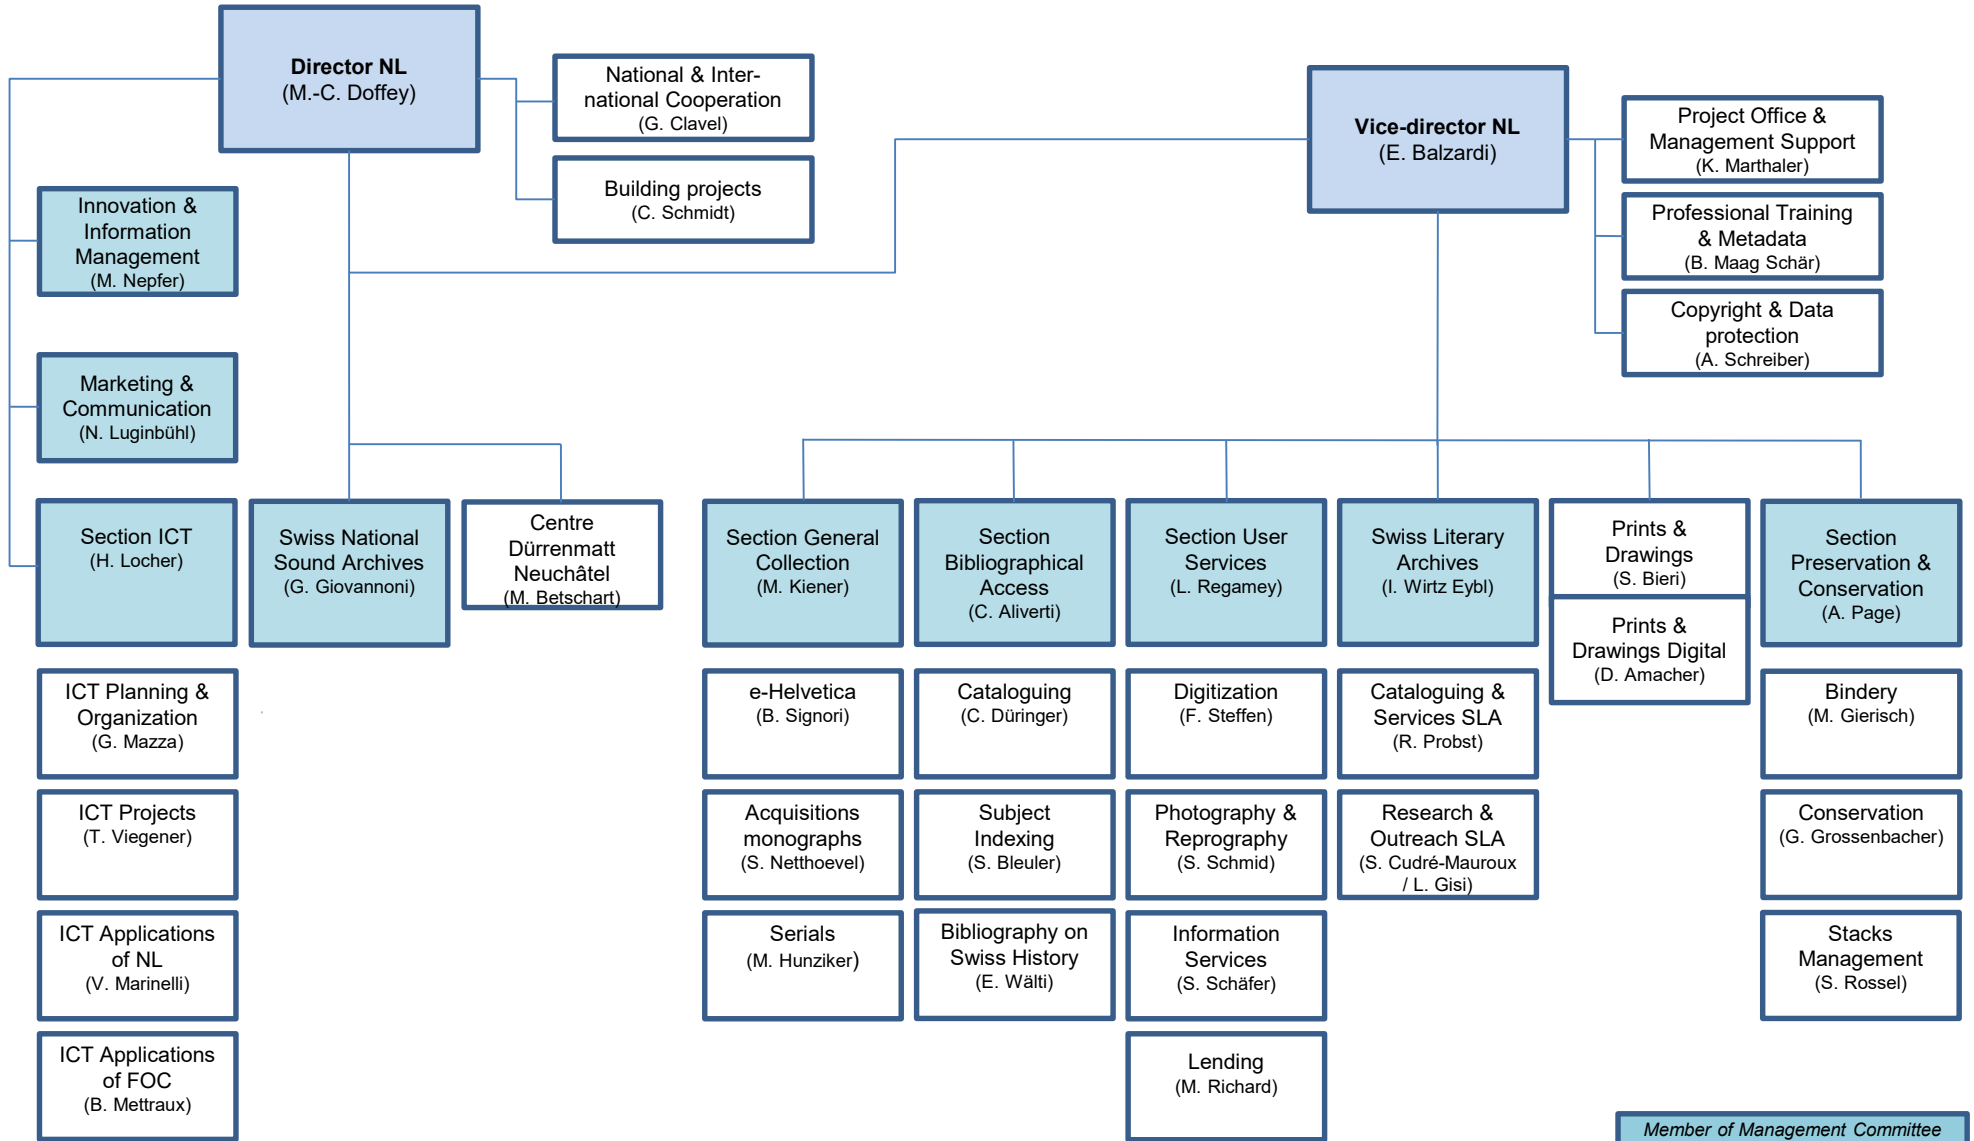 Director NL
(M.-C. Doffey)
National & Inter-
national Cooperation
(G. Clavel)
Building projects
(C. Schmidt)
Vice-director NL
(E. Balzardi)
Project Office &
Management Support
(K. Marthaler)
Professional Training
& Metadata
(B. Maag Schär)
Copyright & Data
protection
(A. Schreiber)
Innovation &
Information
Management
(M. Nepfer)
Marketing &
Communication
(N. Luginbühl)
Section ICT
(H. Locher)
Swiss National
Sound Archives
(G. Giovannoni)
Centre
Dürrenmatt
Neuchâtel
(M. Betschart)
Section General
Collection
(M. Kiener)
Section
Bibliographical
Access
(C. Aliverti)
Section User
Services
(L. Regamey)
Swiss Literary
Archives
(I. Wirtz Eybl)
Prints &
Drawings
(S. Bieri)
Prints &
Drawings Digital
(D. Amacher)
Section
Preservation &
Conservation
(A. Page)
ICT Planning &
Organization
(G. Mazza)
ICT Projects
(T. Viegener)
ICT Applications
of NL
(V. Marinelli)
ICT Applications
of FOC
(B. Mettraux)
e-Helvetica
(B. Signori)
Acquisitions
monographs
(S. Netthoevel)
Serials
(M. Hunziker)
Cataloguing
(C. Düringer)
Subject
Indexing
(S. Bleuler)
Bibliography on
Swiss History
(E. Wälti)
Digitization
(F. Steffen)
Photography &
Reprography
(S. Schmid)
Information
Services
(S. Schäfer)
Lending
(M. Richard)
Cataloguing &
Services SLA
(R. Probst)
Research &
Outreach SLA
(S. Cudré-Mauroux
/ L. Gisi)
Bindery
(M. Gierisch)
Conservation
(G. Grossenbacher)
Stacks
Management
(S. Rossel)
Member of Management Committee